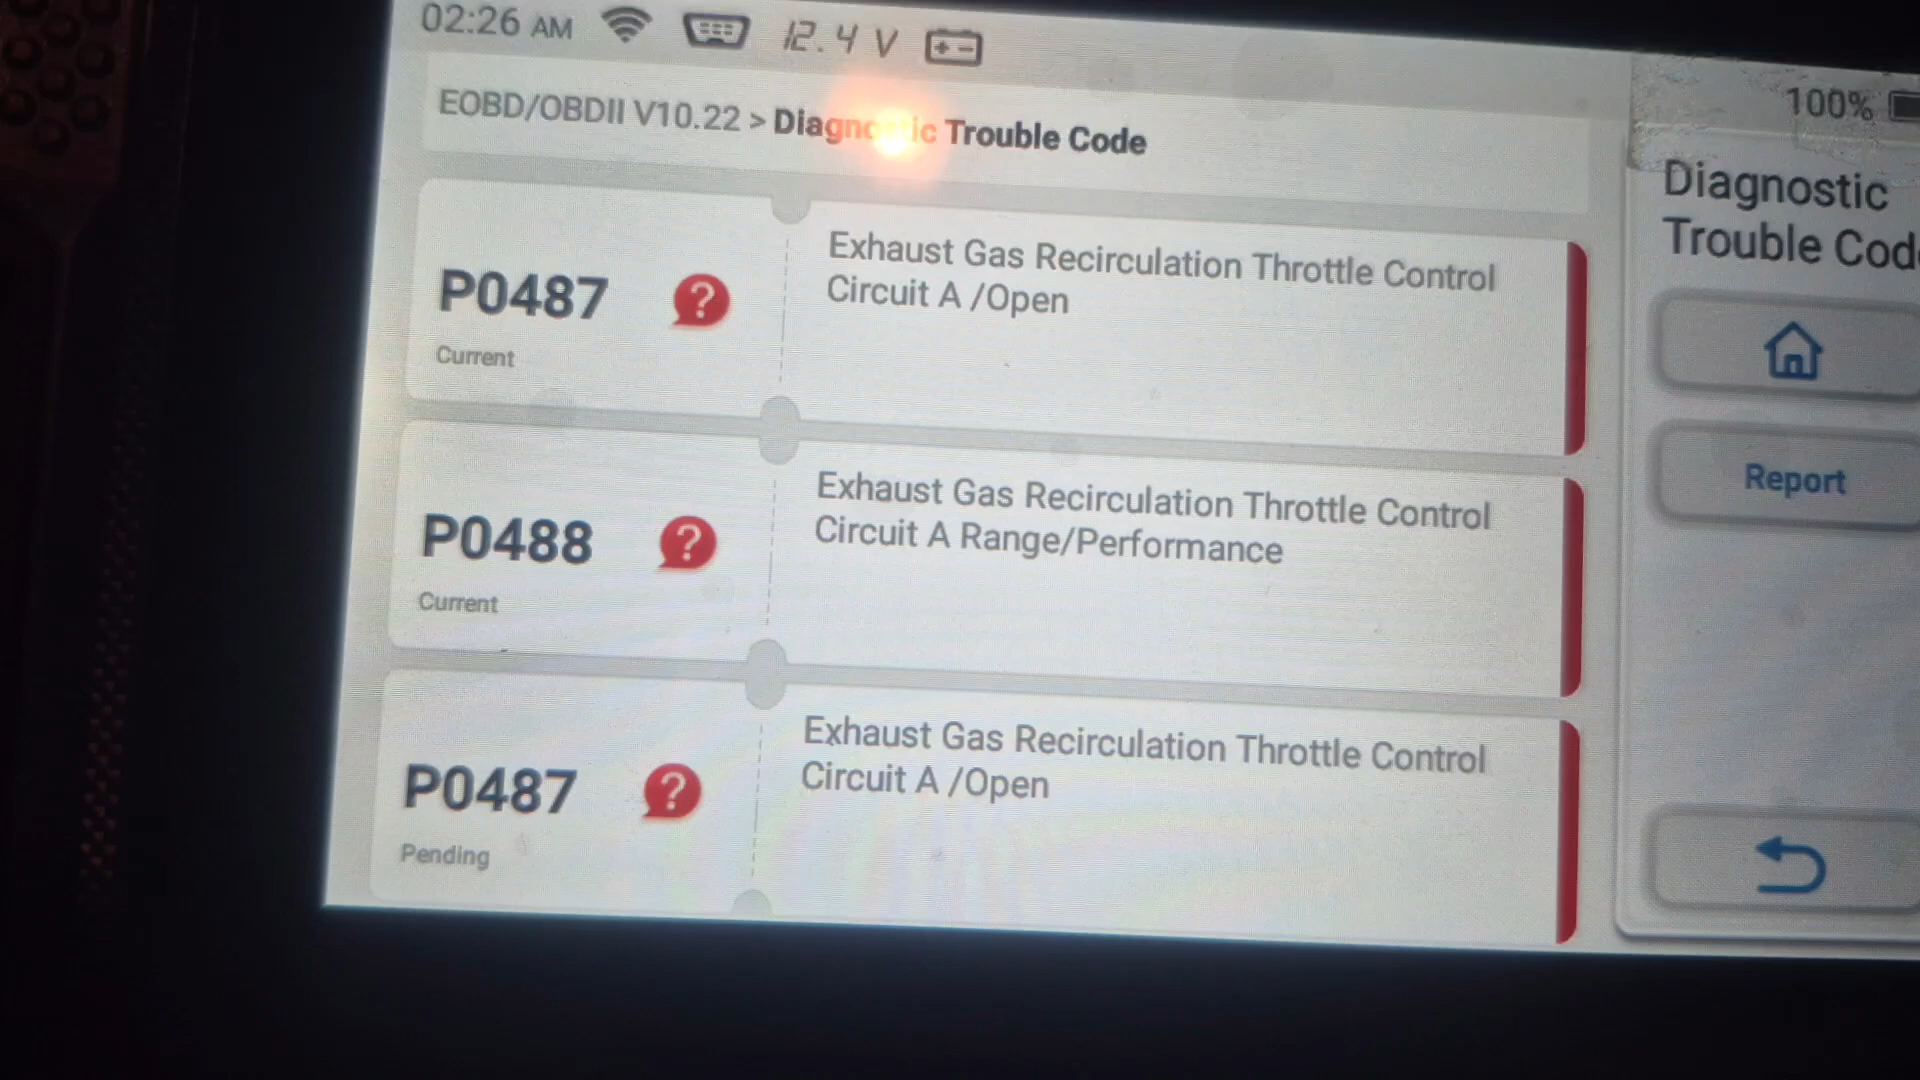 02:26 AM 12.4 V
100%
EOBD/OBDII V10.22 > Diagnostic Trouble Code
P0487
Current
Exhaust Gas Recirculation Throttle Control
Circuit A /Open
P0488
Current
Exhaust Gas Recirculation Throttle Control
Circuit A Range/Performance
P0487
Pending
Exhaust Gas Recirculation Throttle Control
Circuit A /Open
Diagnostic
Trouble Cod
Report